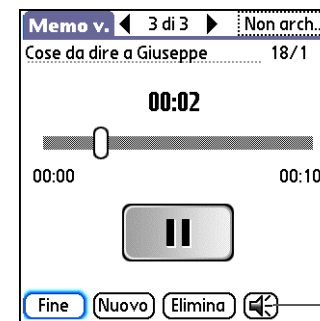 Memo v. 3 di 3 Non arch..
Cose da dire a Giuseppe 18/1
00:02
00:00 00:10
Fine Nuovo Elimina